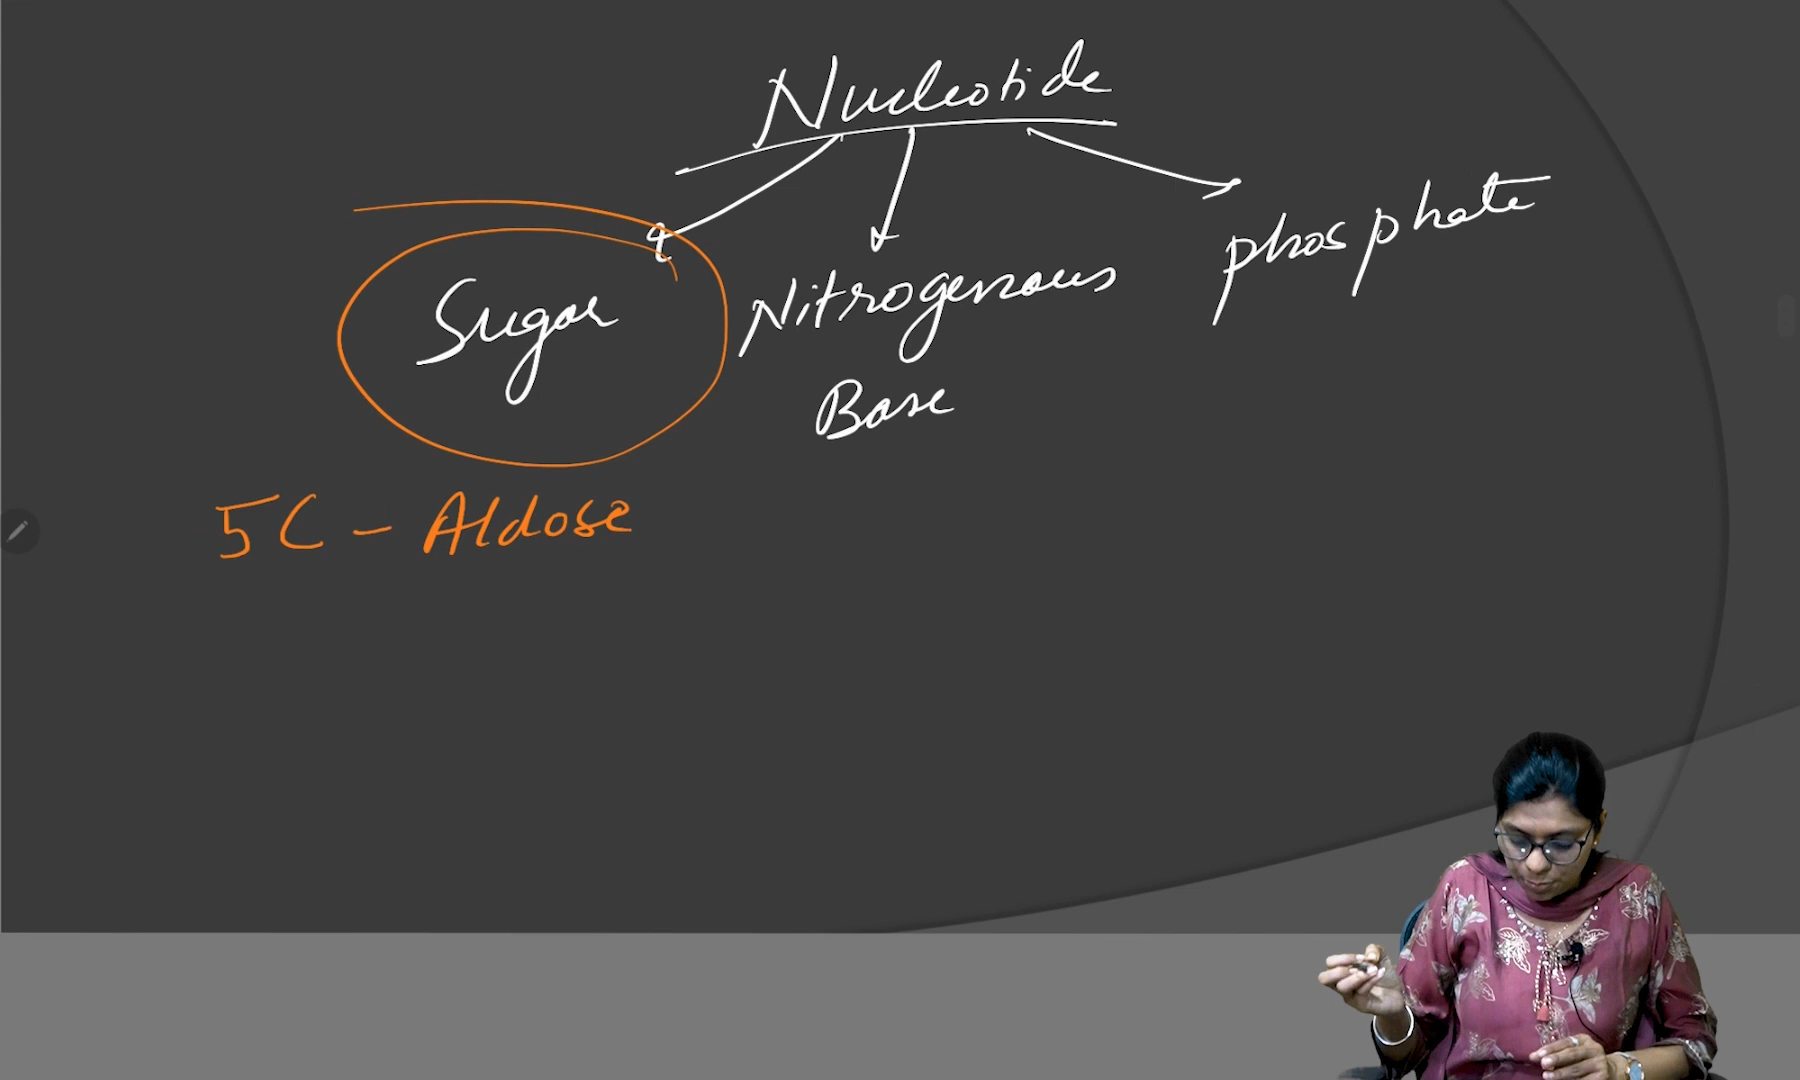 Nucleotide
Sugar
Nitrogenous
Base
phosphate
5C - Aldose